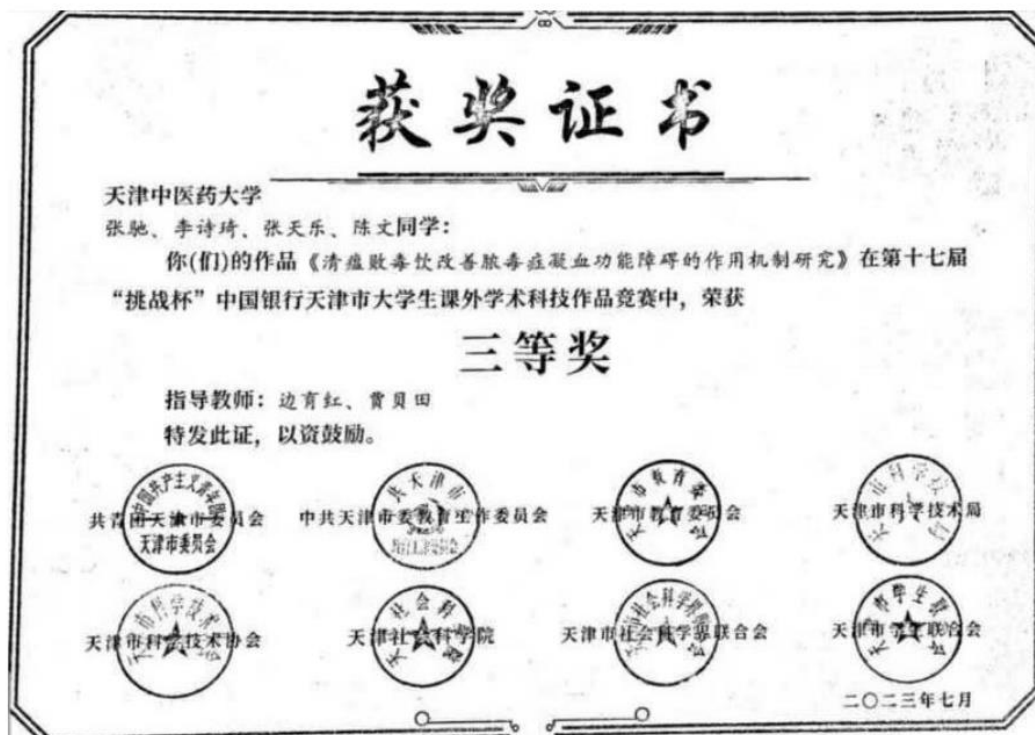 获奖证书
天津中医药大学
张驰、李诗琦、张天乐、陈文同学：
你(们)的作品《清瘟败毒饮改善脓毒症凝血功能障碍的作用机制研究》在第十七届
“挑战杯”中国银行天津市大学生课外学术科技作品竞赛中，荣获
三等奖
指导教师：边育红、贾贝田
特发此证，以资鼓励。
共青团天津市委员会 中共天津市委教育工作委员会 天津市教育委员会 天津市科学技术局
天津市科学技术协会 天津社会科学院 天津市社会科学界联合会 天津市学生联合会
二〇二三年七月